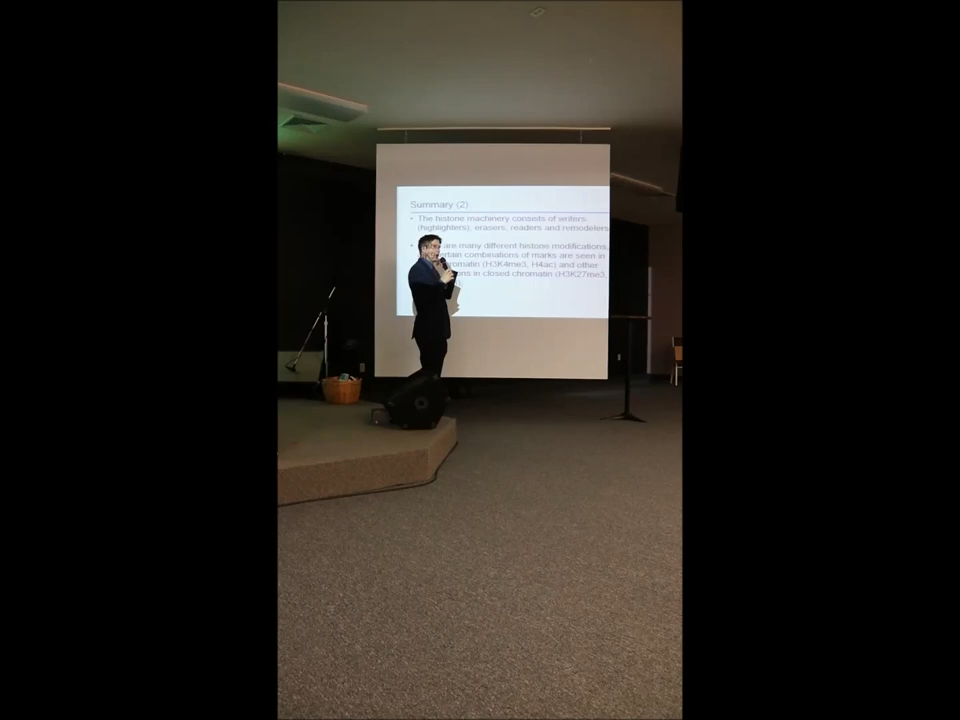 Summary (2)
• The histone machinery consists of writers
(highlighters), erasers, readers and remodelers
• are many different histone modifications,
certain combinations of marks are seen in
(H3K4me3, H4ac) and other
in closed chromatin (H3K27me3,